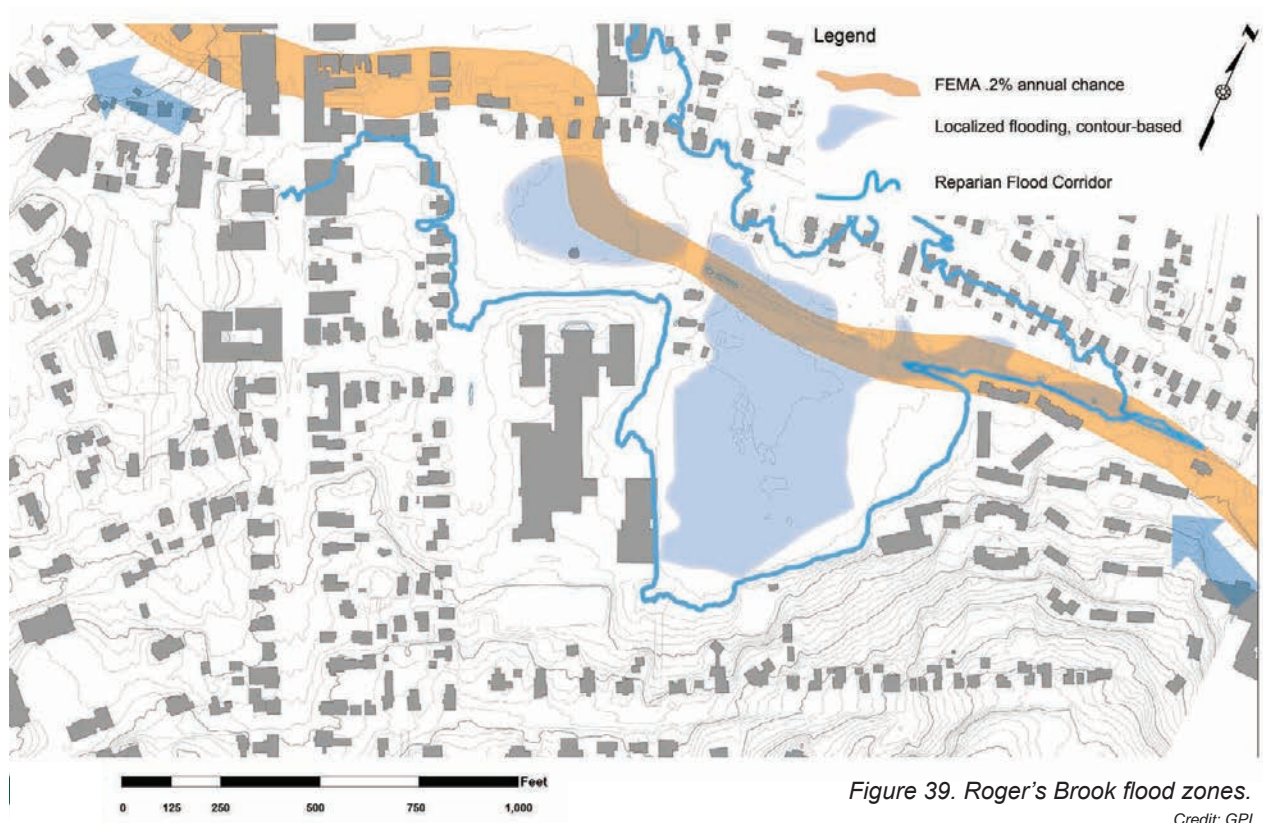 Legend
N
FEMA .2% annual chance
Localized flooding, contour-based
Reparian Flood Corridor
Feet
0 125 250 500 750 1,000
Figure 39. Roger's Brook flood zones.
Credit: GPI